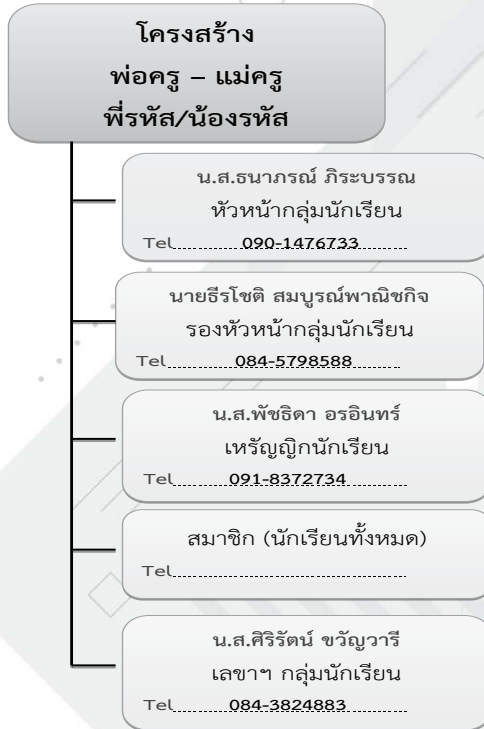 โครงสร้าง
พ่อครู – แม่ครู
พี่รหัส/น้องรหัส
น.ส.ธนาภรณ์ ภิระบรรณ
หัวหน้ากลุ่มนักเรียน
Tel 090-1476733
นายธีรโชติ สมบูรณ์พาณิชกิจ
รองหัวหน้ากลุ่มนักเรียน
Tel 084-5798588
น.ส.พัชธิดา อรอินทร์
เหรัญญิกนักเรียน
Tel 091-8372734
สมาชิก (นักเรียนทั้งหมด)
Tel
น.ส.ศิริรัตน์ ขวัญวารี
เลขาฯ กลุ่มนักเรียน
Tel 084-3824883